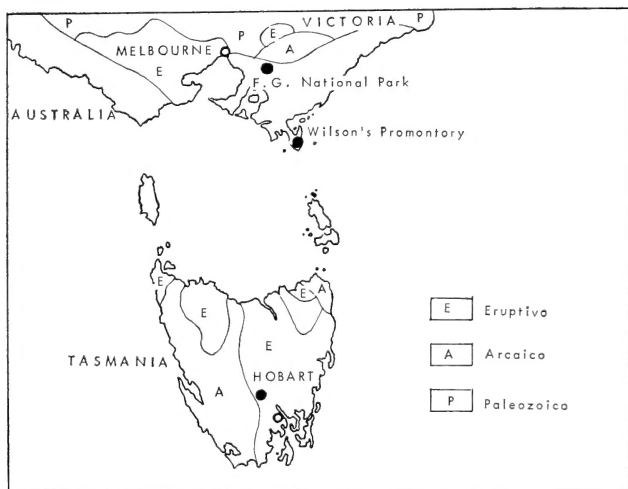 P
P
VICTORIA
P
E
MELBOURNE
A
E
F.G. National Park
AUSTRALIA
Wilson's Promontory
E
E
A
E
E
E Eruptivo
TASMANIA
A Arcaico
HOBART
A
P Paleozoico